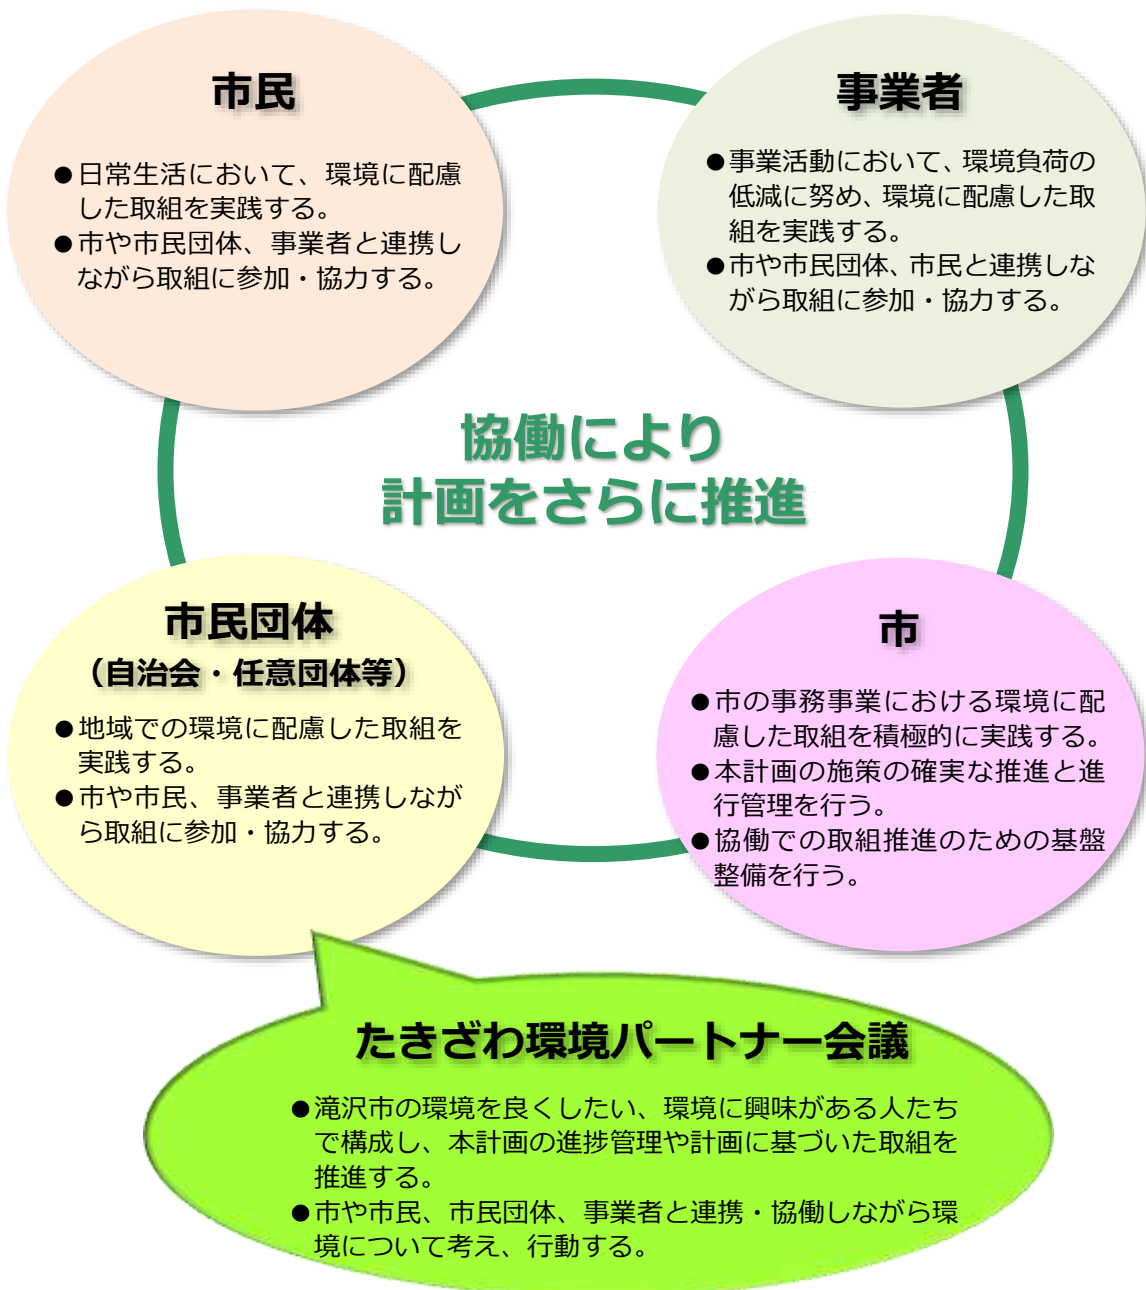 市民
●日常生活において、環境に配慮
した取組を実践する。
●市や市民団体、事業者と連携し
ながら取組に参加・協力する。
事業者
●事業活動において、環境負荷の
低減に努め、環境に配慮した取
組を実践する。
●市や市民団体、市民と連携しな
がら取組に参加・協力する。
協働により
計画をさらに推進
市民団体
（自治会・任意団体等）
●地域での環境に配慮した取組を
実践する。
●市や市民、事業者と連携しなが
ら取組に参加・協力する。
市
●市の事務事業における環境に配
慮した取組を積極的に実践する。
●本計画の施策の確実な推進と進
行管理を行う。
●協働での取組推進のための基盤
整備を行う。
たきざわ環境パートナー会議
●滝沢市の環境を良くしたい、環境に興味がある人たち
で構成し、本計画の進捗管理や計画に基づいた取組を
推進する。
●市や市民、市民団体、事業者と連携・協働しながら環
境について考え、行動する。